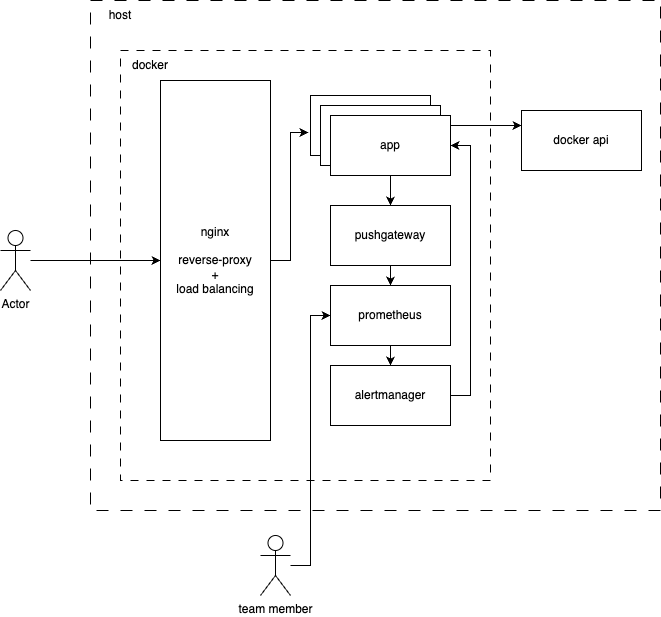 host
docker
app
docker api
nginx
reverse-proxy
+
load balancing
pushgateway
Actor
prometheus
alertmanager
team member